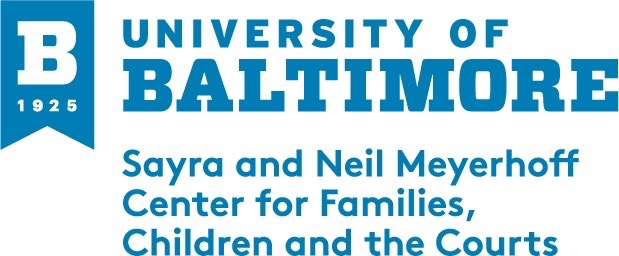 B
1925
UNIVERSITY OF
BALTIMORE
Sayra and Neil Meyerhoff
Center for Families,
Children and the Courts